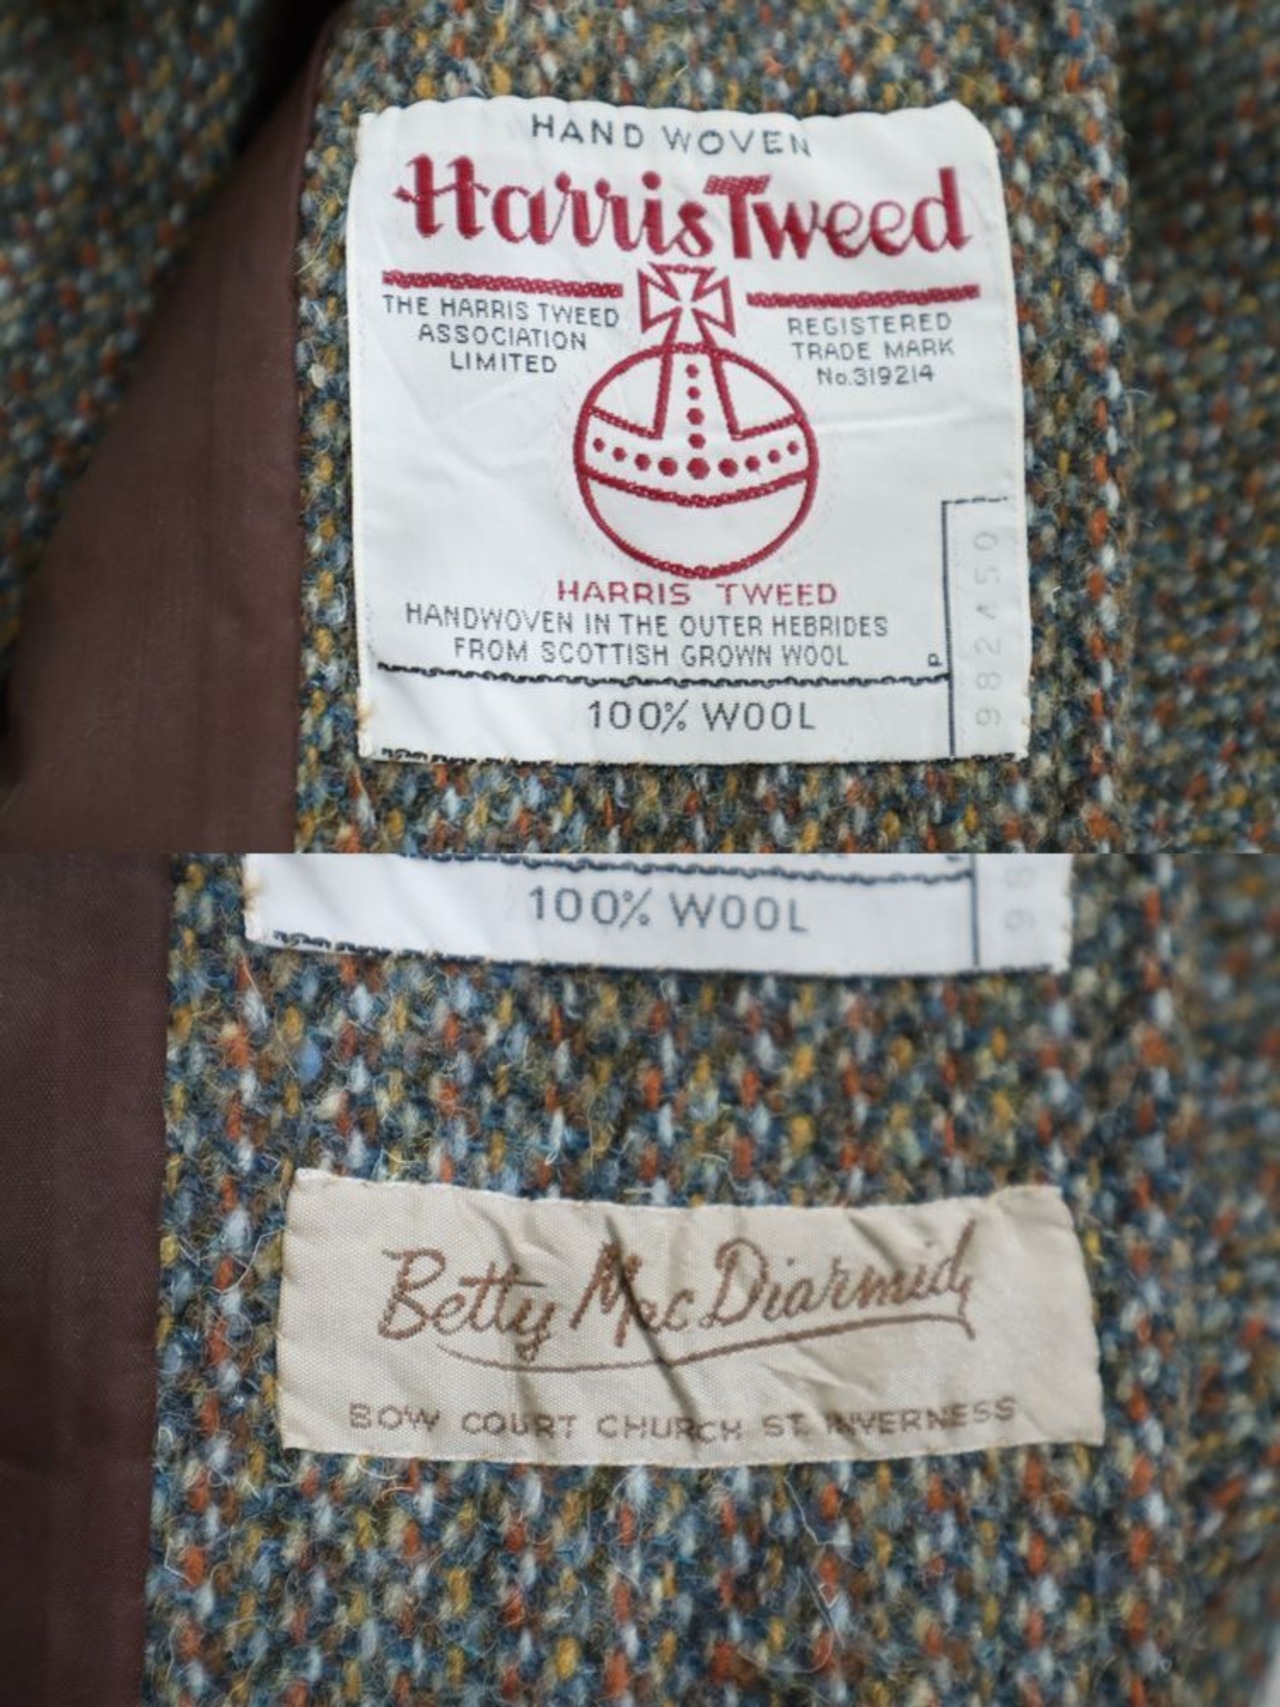 HAND WOVEN
Harris Tweed
THE HARRIS TWEED
ASSOCIATION
LIMITED
REGISTERED
TRADE MARK
No.319214
HARRIS TWEED
HANDWOVEN IN THE OUTER HEBRIDES
FROM SCOTTISH GROWN WOOL
P
100% WOOL
982450
100% WOOL
98
Betty MacDiarmid
BOW COURT CHURCH ST. INVERNESS